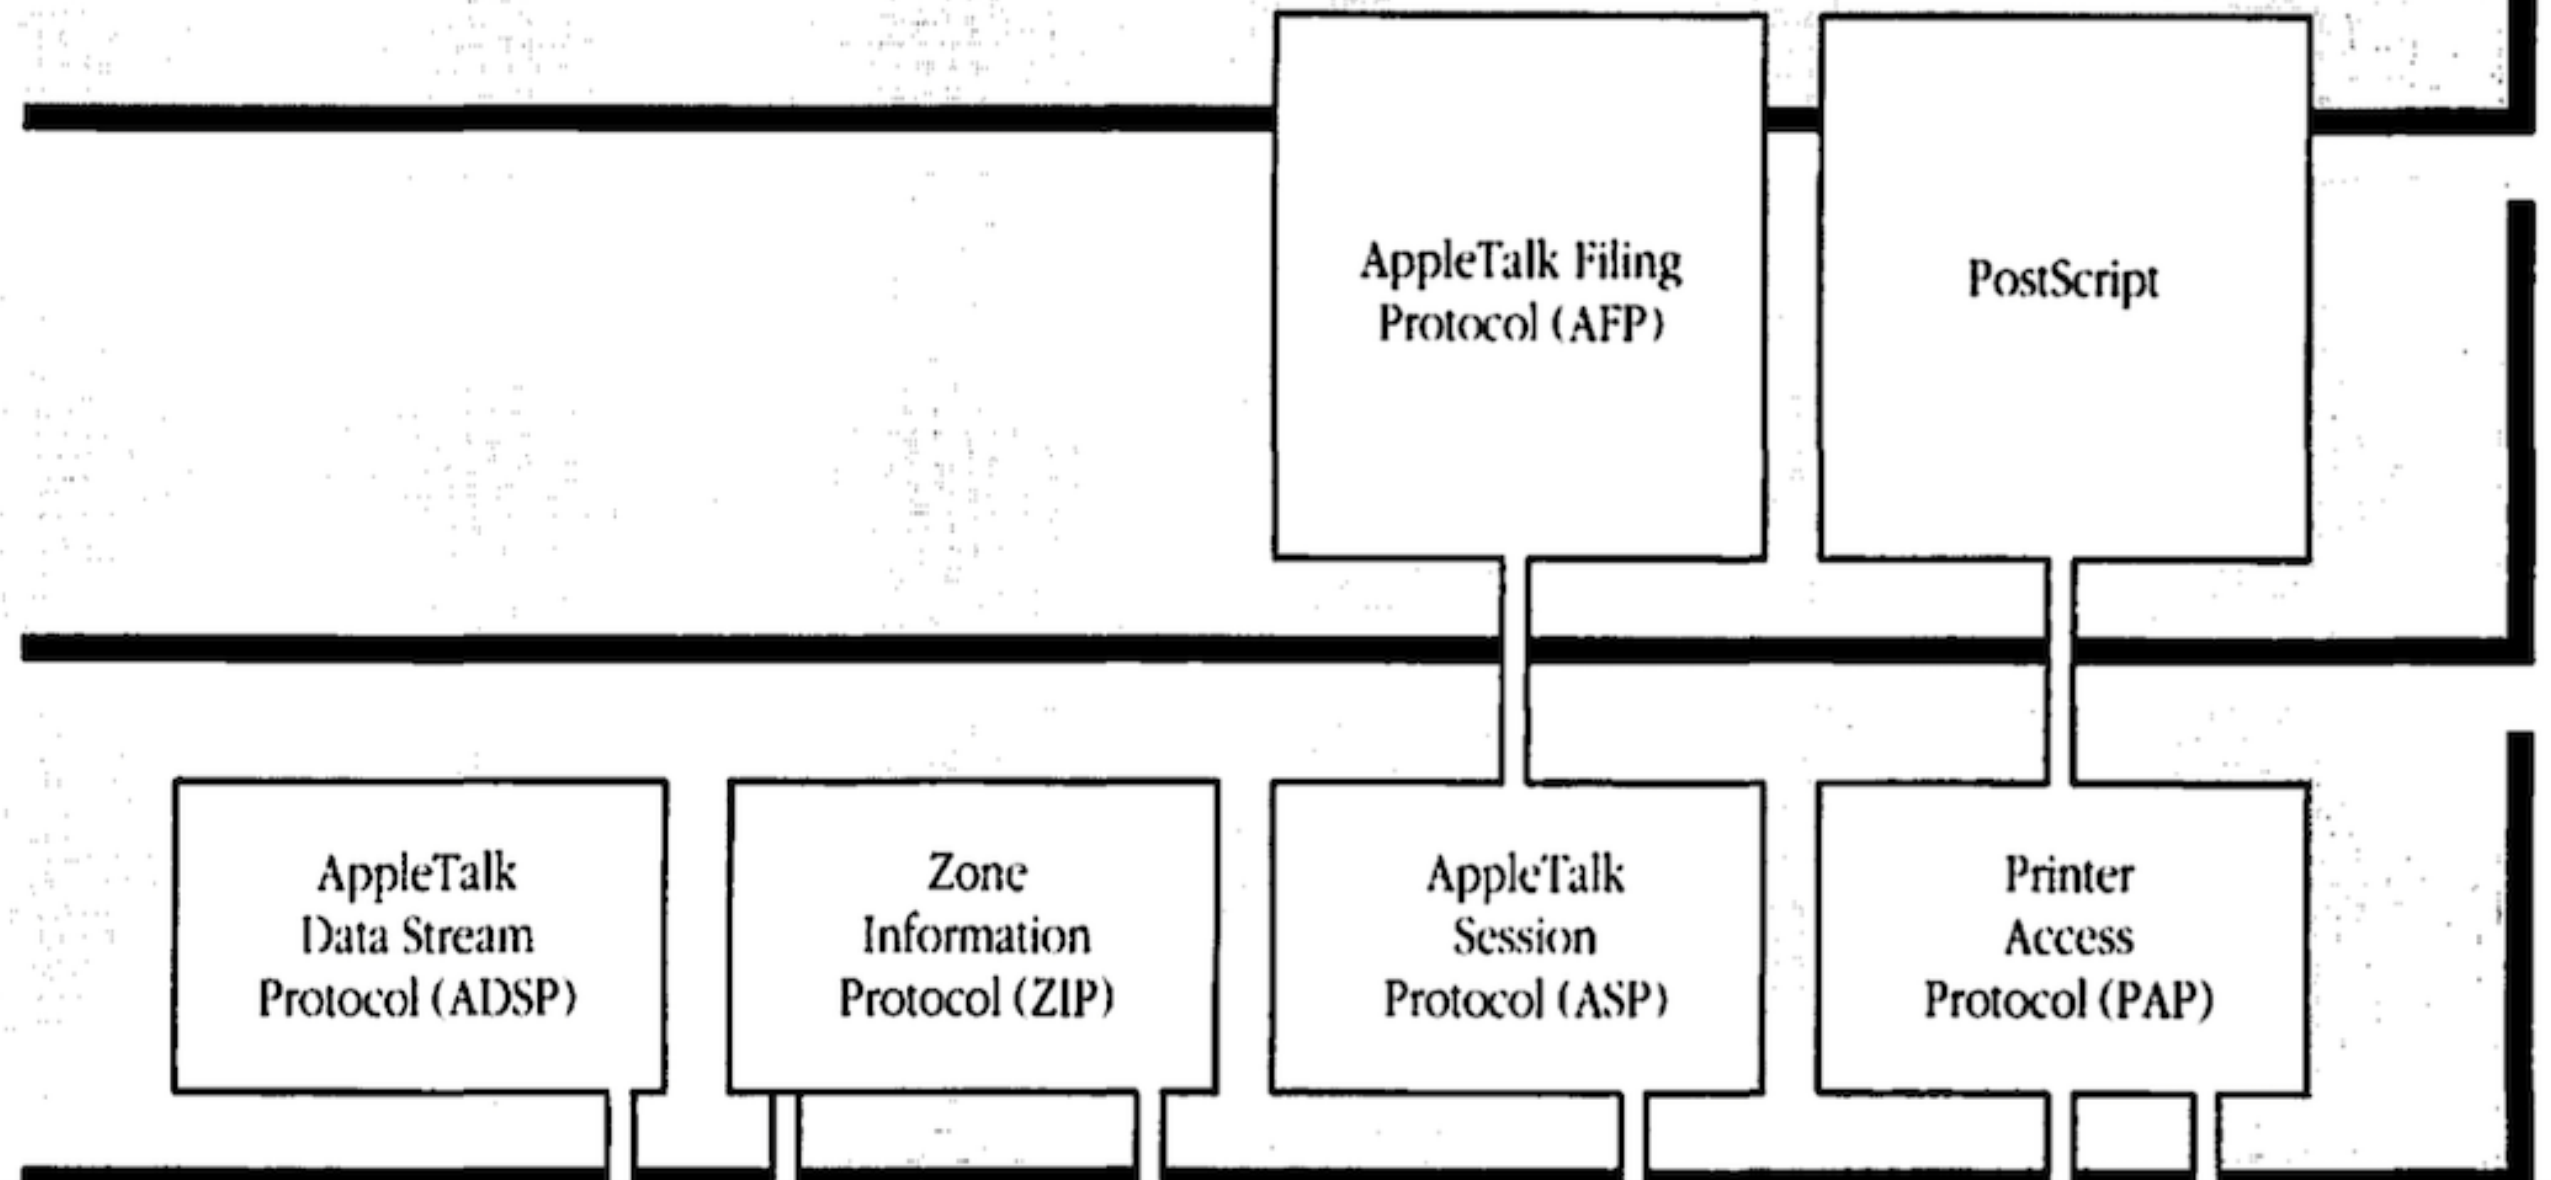 AppleTalk Filing
Protocol (AFP)
PostScript
AppleTalk
Data Stream
Protocol (ADSP)
Zone
Information
Protocol (ZIP)
AppleTalk
Session
Protocol (ASP)
Printer
Access
Protocol (PAP)